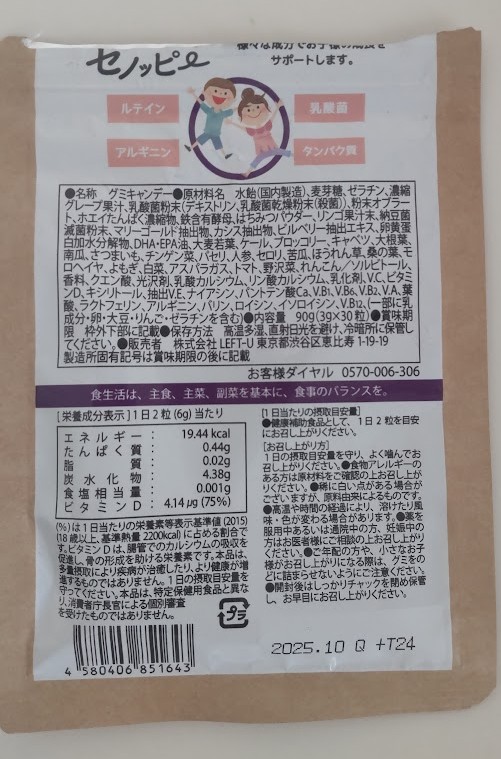 セノッピー
サポートします。
ルテイン
乳酸菌
アルギニン
タンパク質
●名称 グミキャンデー●原材料名 水飴(国内製造)、麦芽糖、ゼラチン、濃縮
グレープ果汁、乳酸菌粉末(デキストリン、乳酸菌乾燥粉末(殺菌))、粉末オブラー
ト、ホエイたんぱく濃縮物、鉄含有酵母、はちみつパウダー、リンゴ果汁末、納豆菌
滅菌粉末、マリーゴールド抽出物、カシス抽出物、ビルベリー抽出エキス、卵黄蛋
白加水分解物、DHA・EPA油、大麦若葉、ケール、ブロッコリー、キャベツ、大根葉、
南瓜、さつまいも、チンゲン菜、パセリ、人参、セロリ、苦瓜、ほうれん草、桑の葉、モ
ロヘイヤ、よもぎ、白菜、アスパラガス、トマト、野沢菜、れんこん／ソルビトール、
香料、クエン酸、光沢剤、乳酸カルシウム、リン酸カルシウム、乳化剤、V.C、ビタミ
ンD、キシリトール、抽出V.E、ナイアシン、パントテン酸Ca、V.B1、V.B6、V.B2、V.A、葉
酸、ラクトフェリン、アルギニン、バリン、ロイシン、イソロイシン、V.B12、(一部に乳
成分・卵・大豆・りんご・ゼラチンを含む)●内容量 90g(3g×30粒)●賞味期
限 枠外下部に記載●保存方法 高温多湿、直射日光を避け、冷暗所に保管し
てください。●販売者 株式会社 LEFT-U 東京都渋谷区恵比寿 1-19-19
製造所固有記号は賞味期限の後に記載
お客様ダイヤル 0570-006-306
食生活は、主食、主菜、副菜を基本に、食事のバランスを。
[栄養成分表示]1日2粒(6g)当たり
エネルギー：19.44 kcal
たんぱく質：0.44g
脂質：0.02g
炭水化物：4.38g
食塩相当量：0.001g
ビタミンD：4.14 μg (75%)
(%)は1日当たりの栄養素等表示基準値(2015)
(18歳以上、基準熱量2200kcal)に占める割合で
す。ビタミンDは、腸管でのカルシウムの吸収を
促進し、骨の形成を助ける栄養素です。本品は、
多量摂取により疾病が治癒したり、より健康が増
進するものではありません。1日の摂取目安量を
守ってください。本品は、特定保健用食品と異な
り、消費者庁長官による個別審査
を受けたものではありません。
[1日当たりの摂取目安量]
●健康補助食品として、1日2粒を目安
にお召し上がりください。
[お召し上がり方]
1日の摂取目安量を守り、よく噛んでお
召し上がりください。●食物アレルギーの
ある方は原材料をご確認の上お召し上が
りください。●稀に白い点がある場合が
ございますが、原料由来によるものです。
●高温や時間の経過により、溶けたり風
味・色が変わる場合があります。●薬を
服用中あるいは通院中の方、妊娠中の
方はお医者様にご相談の上お召し上がり
ください。●ご年配の方や、小さなお子
様がお召し上がりになる際は、グミをの
どに詰まらせないようにご注意ください。
●開封後はしっかりチャックを閉め保管
し、お早目にお召し上がりください。
プラ
4 580406 851643
2025.10 Q +T24